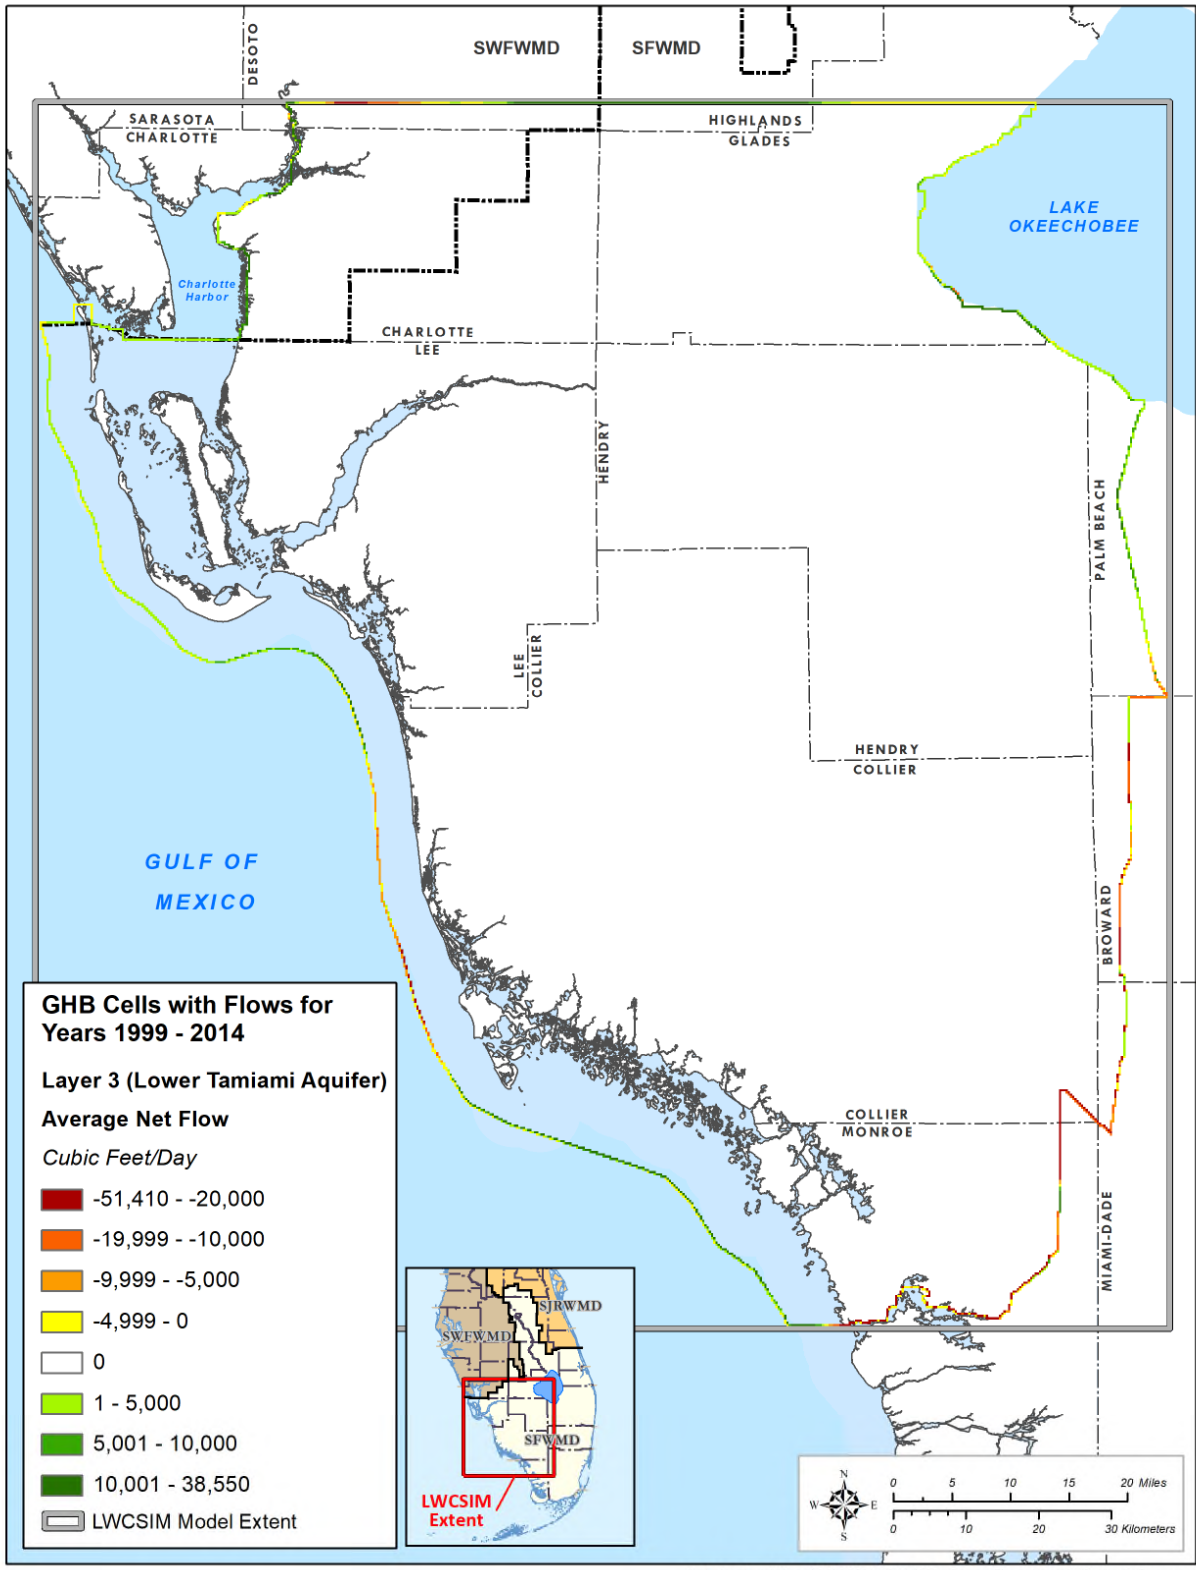 DESOTO
SWFWMD
SFWMD
SARASOTA
CHARLOTTE
HIGHLANDS
GLADES
LAKE
OKEECHOBEE
Charlotte
Harbor
CHARLOTTE
LEE
HENDRY
PALM BEACH
LEE
COLLIER
HENDRY
COLLIER
GULF OF
MEXICO
BROWARD
COLLIER
MONROE
MIAMI-DADE
GHB Cells with Flows for
Years 1999 - 2014
Layer 3 (Lower Tamiami Aquifer)
Average Net Flow
Cubic Feet/Day
-51,410 - -20,000
-19,999 - -10,000
-9,999 - -5,000
-4,999 - 0
0
1 - 5,000
5,001 - 10,000
10,001 - 38,550
LWCSIM Model Extent
SJRWMD
SWFWMD
SFWMD
LWCSIM
Extent
N
W E
S
0 5 10 15 20 Miles
0 10 20 30 Kilometers